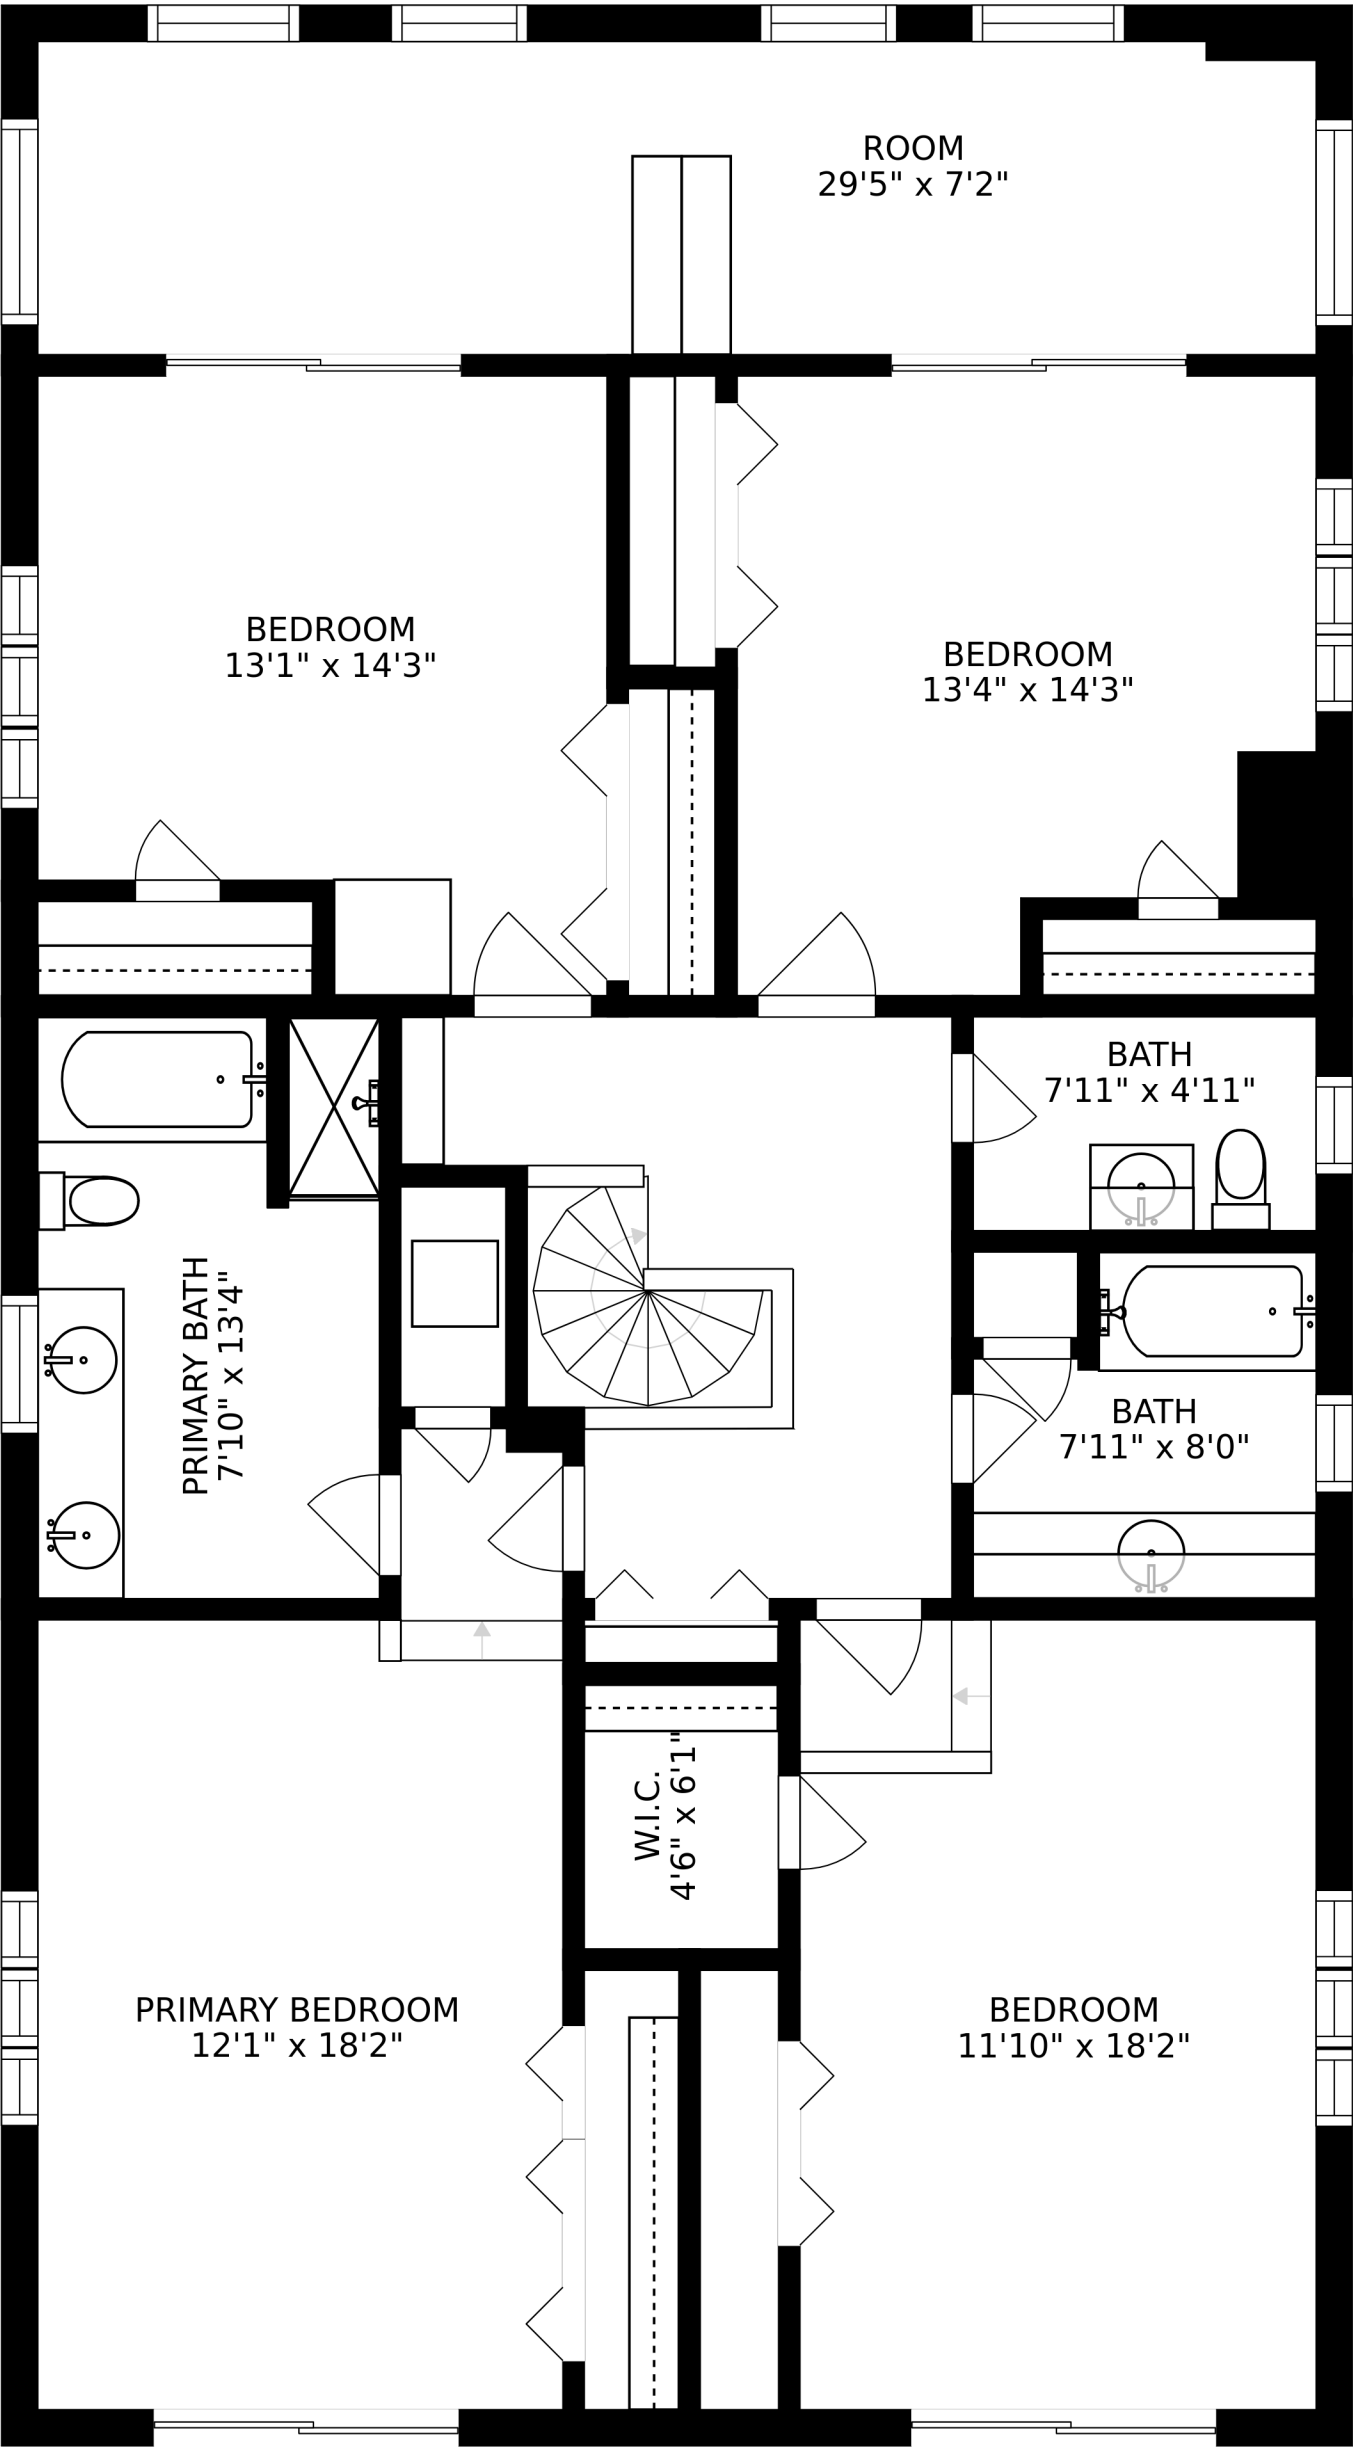 ROOM
29'5" x 7'2"
BEDROOM
13'1" x 14'3"
BEDROOM
13'4" x 14'3"
BATH
7'11" x 4'11"
PRIMARY BATH
7'10" x 13'4"
BATH
7'11" x 8'0"
W.I.C.
4'6" x 6'1"
PRIMARY BEDROOM
12'1" x 18'2"
BEDROOM
11'10" x 18'2"